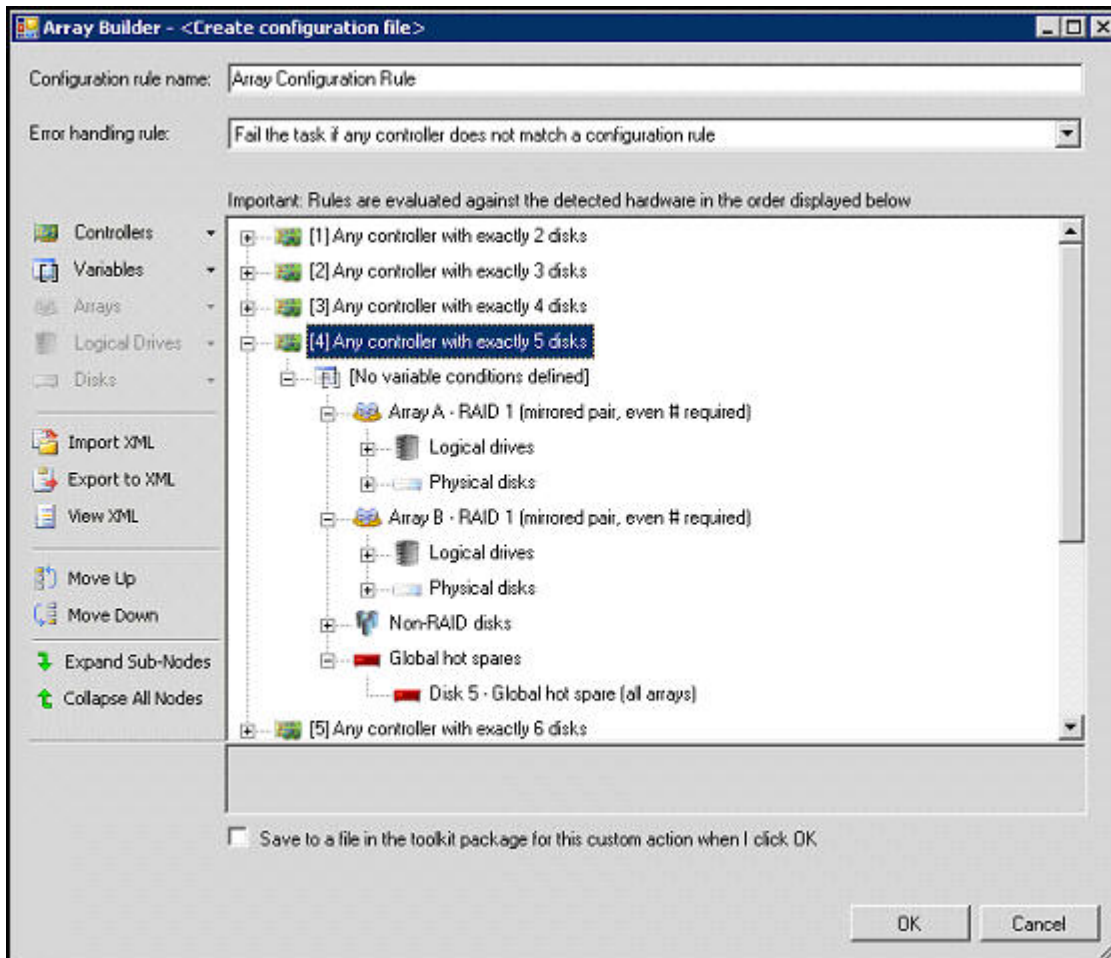 Array Builder - <Create configuration file>
Configuration rule name: Array Configuration Rule
Error handling rule: Fail the task if any controller does not match a configuration rule
Important: Rules are evaluated against the detected hardware in the order displayed below
Controllers
Variables
Arrays
Logical Drives
Disks
Import XML
Export to XML
View XML
Move Up
Move Down
Expand Sub-Nodes
Collapse All Nodes
[1] Any controller with exactly 2 disks
[2] Any controller with exactly 3 disks
[3] Any controller with exactly 4 disks
[4] Any controller with exactly 5 disks
[No variable conditions defined]
Array A - RAID 1 (mirrored pair, even # required)
Logical drives
Physical disks
Array B - RAID 1 (mirrored pair, even # required)
Logical drives
Physical disks
Non-RAID disks
Global hot spares
Disk 5 - Global hot spare (all arrays)
[5] Any controller with exactly 6 disks
Save to a file in the toolkit package for this custom action when I click OK
OK
Cancel